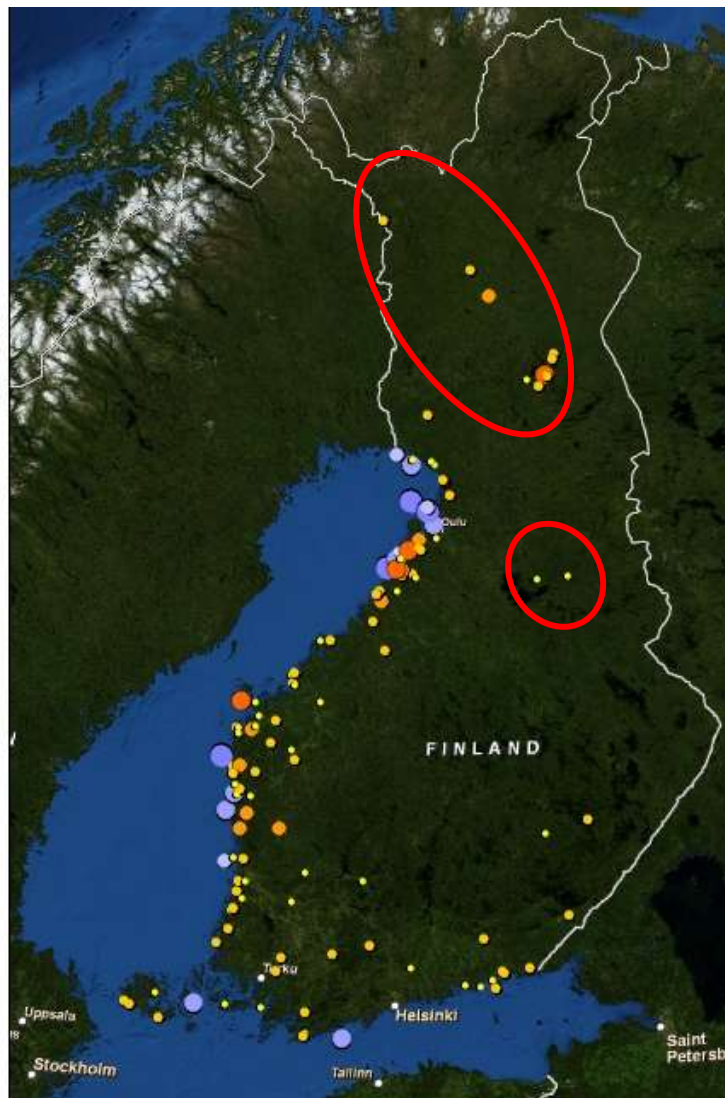 Oulu
FINLAND
Turku
Helsinki
Uppsala
Stockholm
Tallinn
Saint
Petersb